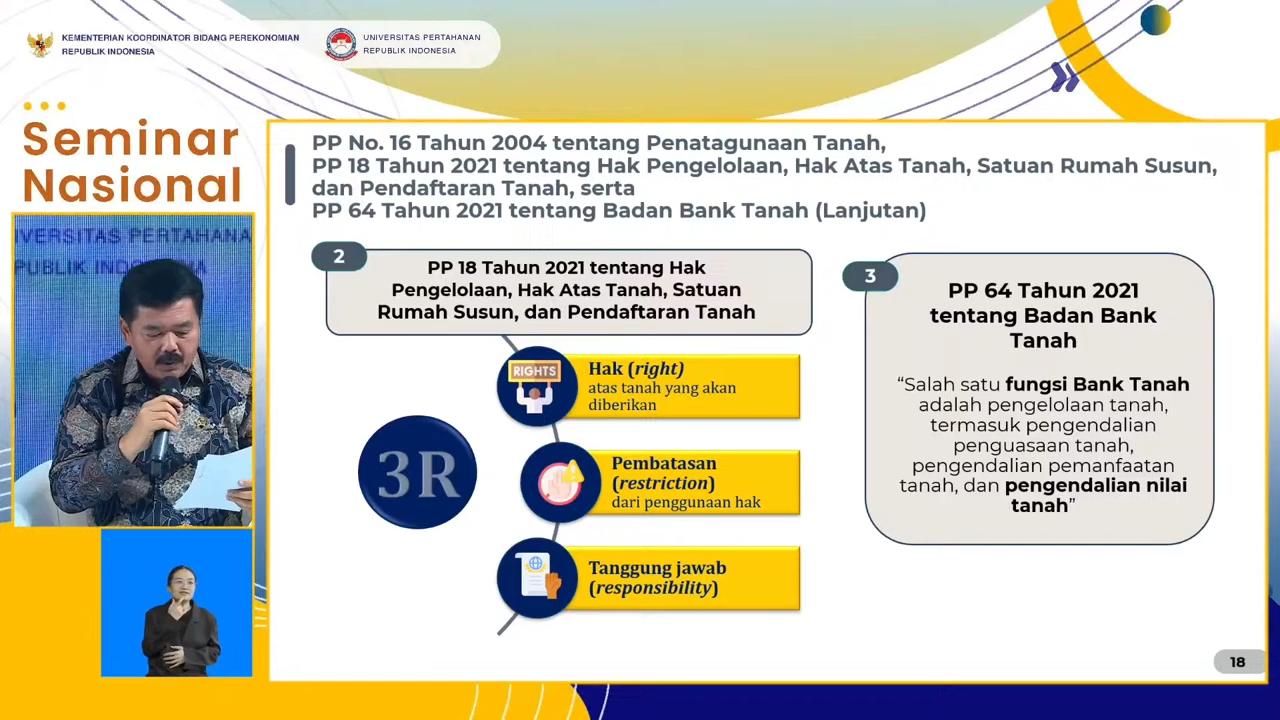 KEMENTERIAN KOORDINATOR BIDANG PEREKONOMIAN
REPUBLIK INDONESIA
UNIVERSITAS PERTAHANAN
REPUBLIK INDONESIA
Seminar
Nasional
IVERSITAS PERTAHANA
PUBLIK INDONESIA
PP No. 16 Tahun 2004 tentang Penatagunaan Tanah,
PP 18 Tahun 2021 tentang Hak Pengelolaan, Hak Atas Tanah, Satuan Rumah Susun,
dan Pendaftaran Tanah, serta
PP 64 Tahun 2021 tentang Badan Bank Tanah (Lanjutan)
2
PP 18 Tahun 2021 tentang Hak
Pengelolaan, Hak Atas Tanah, Satuan
Rumah Susun, dan Pendaftaran Tanah
3R
RIGHTS
Hak (right)
atas tanah yang akan
diberikan
Pembatasan
(restriction)
dari penggunaan hak
Tanggung jawab
(responsibility)
3
PP 64 Tahun 2021
tentang Badan Bank
Tanah
“Salah satu fungsi Bank Tanah
adalah pengelolaan tanah,
termasuk pengendalian
penguasaan tanah,
pengendalian pemanfaatan
tanah, dan pengendalian nilai
tanah”
18